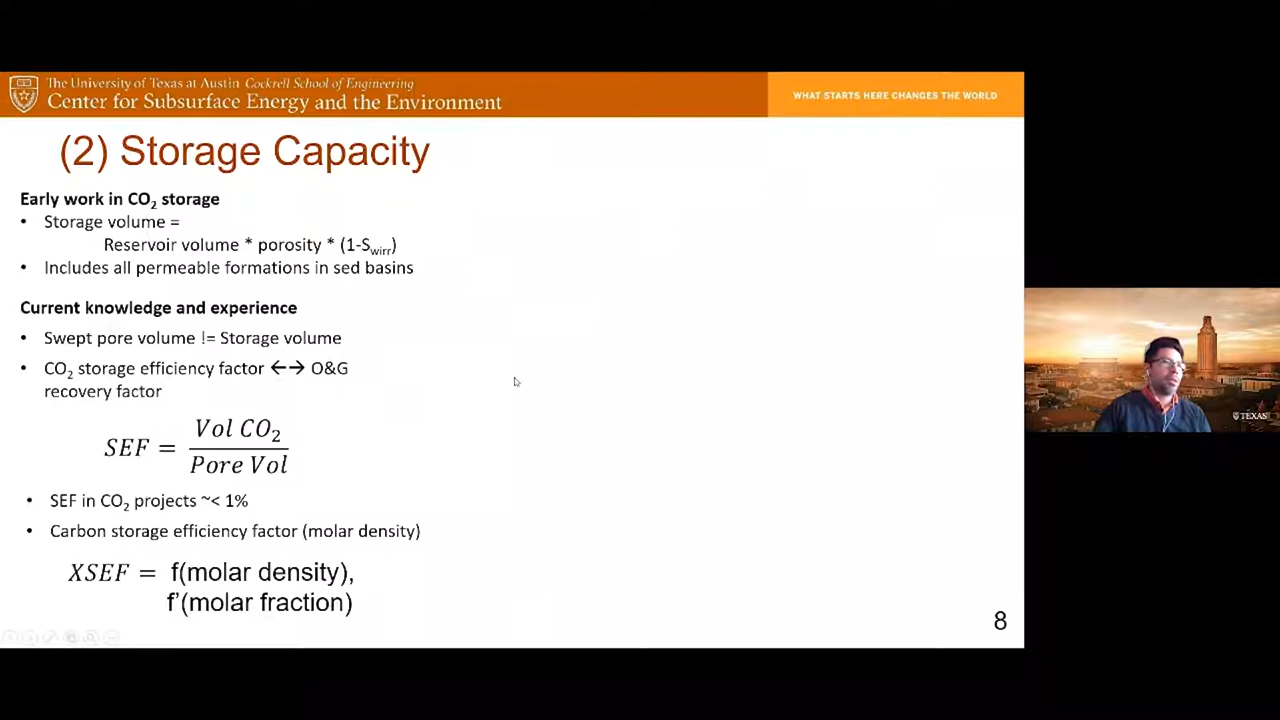 The University of Texas at Austin Cockrell School of Engineering
Center for Subsurface Energy and the Environment
WHAT STARTS HERE CHANGES THE WORLD
(2) Storage Capacity
Early work in CO₂ storage
• Storage volume =
Reservoir volume * porosity * (1-Swirr)
• Includes all permeable formations in sed basins
Current knowledge and experience
• Swept pore volume != Storage volume
• CO₂ storage efficiency factor ←→ O&G
recovery factor
SEF = Vol CO₂ / Pore Vol
• SEF in CO₂ projects ~< 1%
• Carbon storage efficiency factor (molar density)
XSEF = f(molar density),
f'(molar fraction)
8
TEXAS